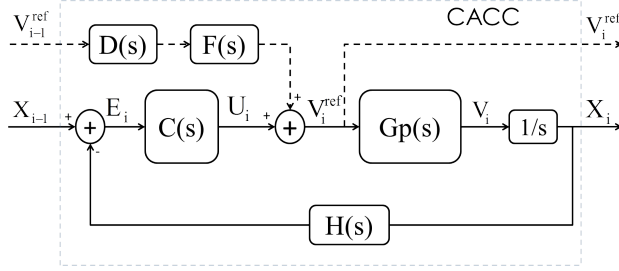 CACC
V_{i-1}^{ref}
D(s)
F(s)
V_i^{ref}
X_{i-1}
+
+
-
E_i
C(s)
U_i
+
+
+
V_i^{ref}
Gp(s)
V_i
1/s
X_i
H(s)